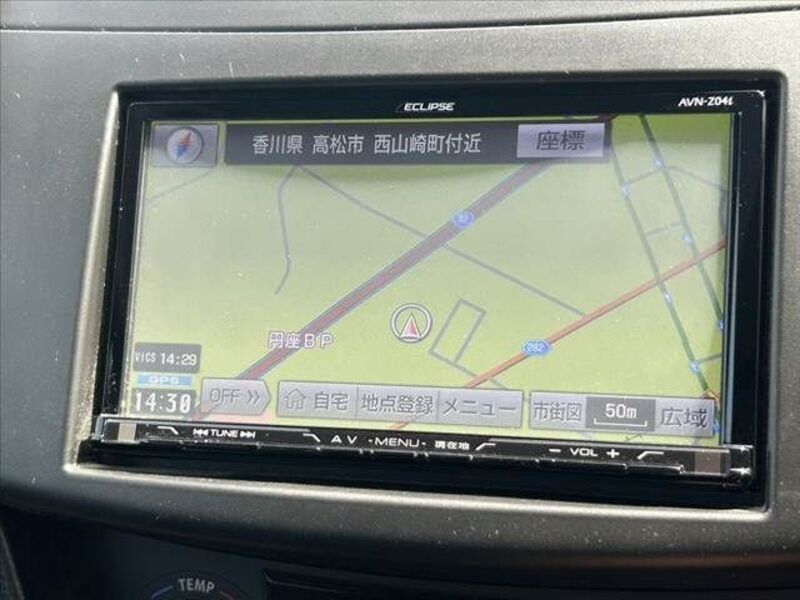 ECLIPSE
AVN-Z04i
香川県 高松市 西山崎町付近
座標
32
円座BP
282
VICS 14:29
GPS
14:30
OFF
自宅
地点登録
メニュー
市街図
50m
広域
TUNE
AV
-MENU-
現在地
- VOL +
TEMP